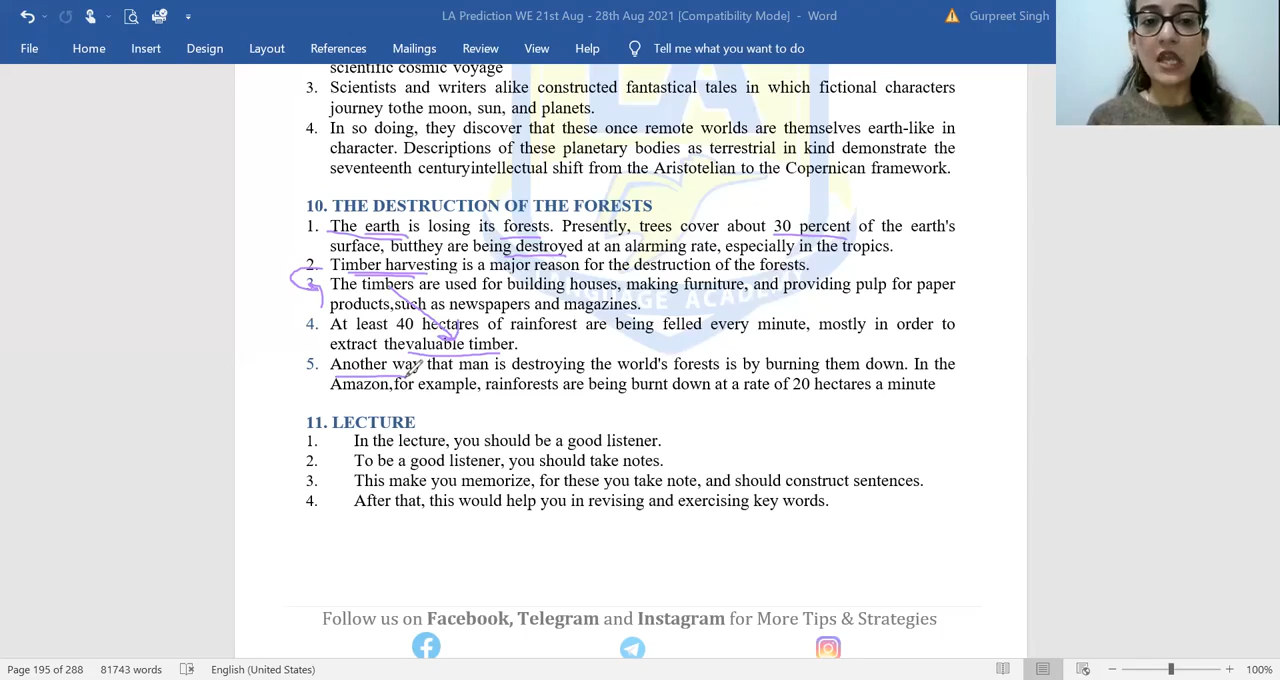 LA Prediction WE 21st Aug - 28th Aug 2021 [Compatibility Mode] - Word
Gurpreet Singh
File Home Insert Design Layout References Mailings Review View Help Tell me what you want to do
scientific cosmic voyage
3. Scientists and writers alike constructed fantastical tales in which fictional characters
journey tothe moon, sun, and planets.
4. In so doing, they discover that these once remote worlds are themselves earth-like in
character. Descriptions of these planetary bodies as terrestrial in kind demonstrate the
seventeenth centuryintellectual shift from the Aristotelian to the Copernican framework.
10. THE DESTRUCTION OF THE FORESTS
1. The earth is losing its forests. Presently, trees cover about 30 percent of the earth's
surface, butthey are being destroyed at an alarming rate, especially in the tropics.
2. Timber harvesting is a major reason for the destruction of the forests.
3. The timbers are used for building houses, making furniture, and providing pulp for paper
products,such as newspapers and magazines.
4. At least 40 hectares of rainforest are being felled every minute, mostly in order to
extract thevaluable timber.
5. Another way that man is destroying the world's forests is by burning them down. In the
Amazon,for example, rainforests are being burnt down at a rate of 20 hectares a minute
11. LECTURE
1. In the lecture, you should be a good listener.
2. To be a good listener, you should take notes.
3. This make you memorize, for these you take note, and should construct sentences.
4. After that, this would help you in revising and exercising key words.
Follow us on Facebook, Telegram and Instagram for More Tips & Strategies
Page 195 of 288 81743 words English (United States) 100%